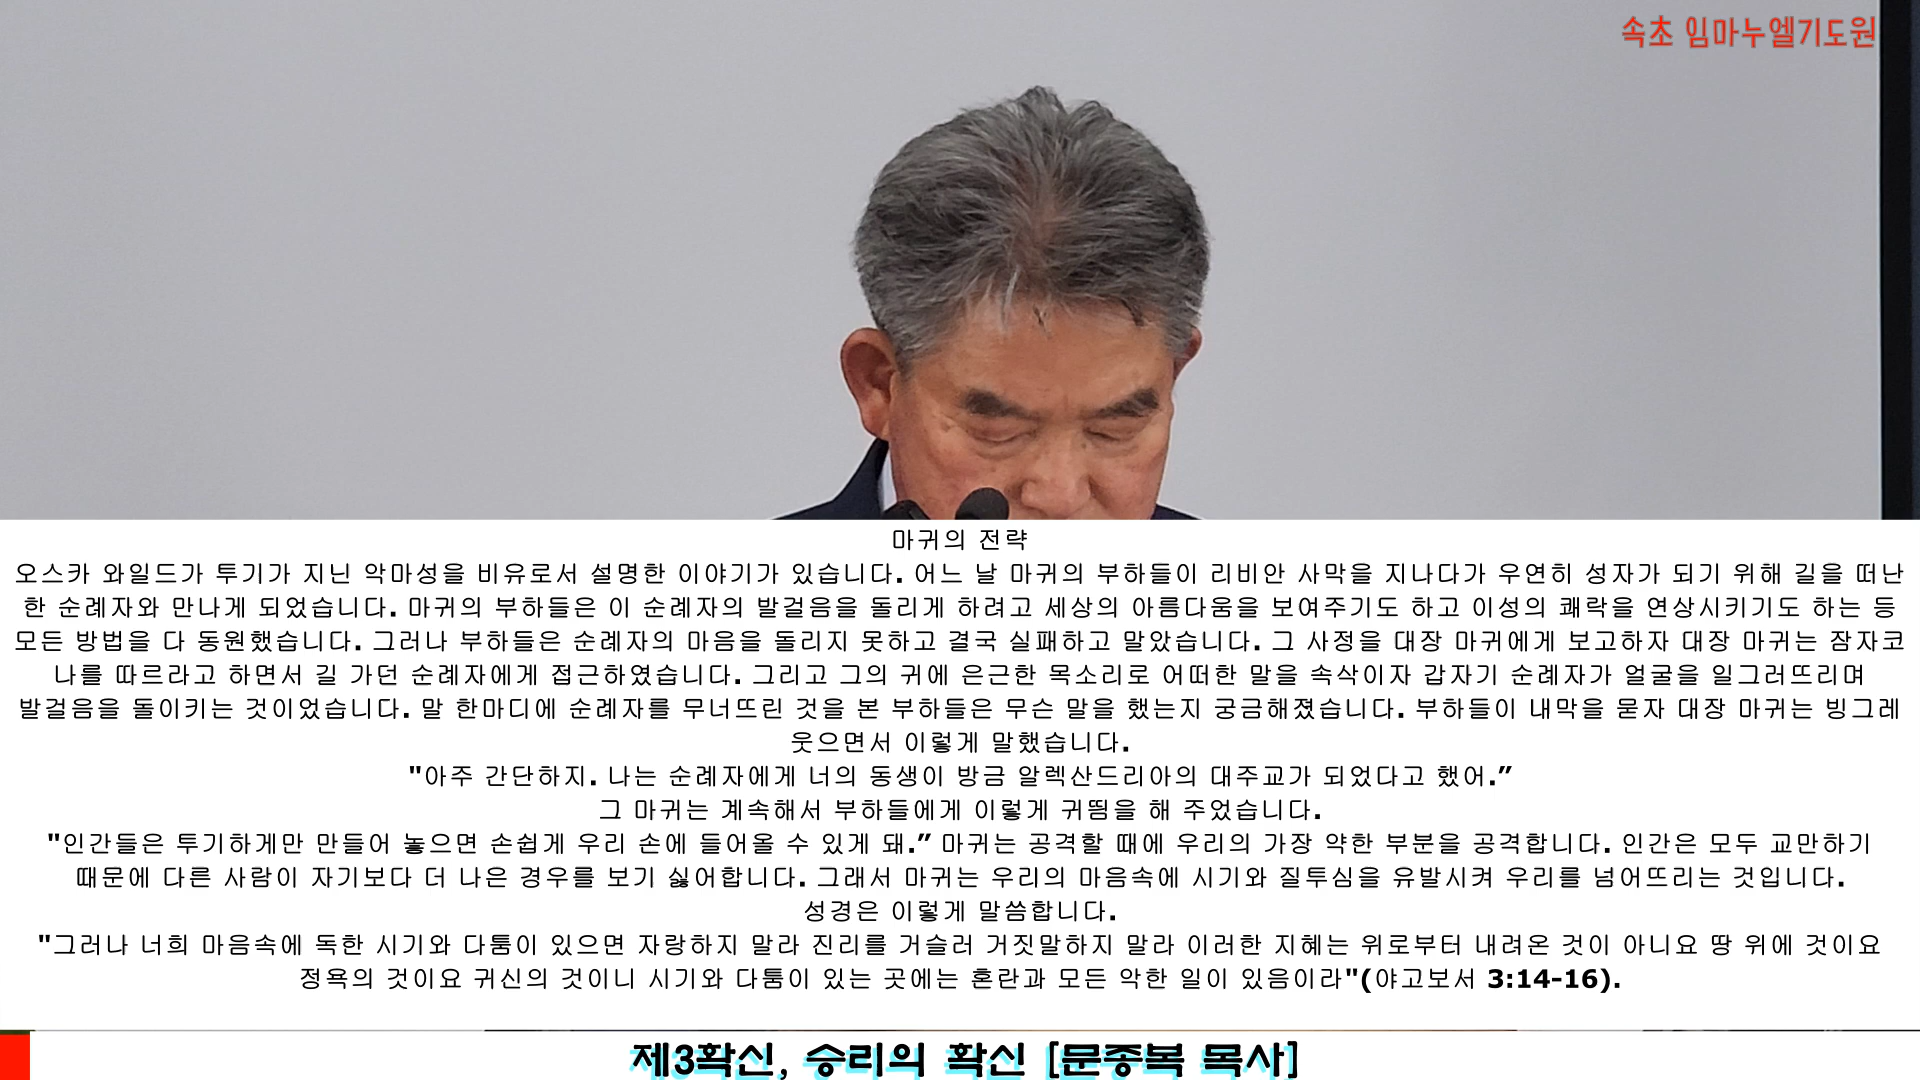 속초 임마누엘기도원
마귀의 전략
오스카 와일드가 투기가 지닌 악마성을 비유로서 설명한 이야기가 있습니다. 어느 날 마귀의 부하들이 리비안 사막을 지나다가 우연히 성자가 되기 위해 길을 떠난
한 순례자와 만나게 되었습니다. 마귀의 부하들은 이 순례자의 발걸음을 돌리게 하려고 세상의 아름다움을 보여주기도 하고 이성의 쾌락을 연상시키기도 하는 등
모든 방법을 다 동원했습니다. 그러나 부하들은 순례자의 마음을 돌리지 못하고 결국 실패하고 말았습니다. 그 사정을 대장 마귀에게 보고하자 대장 마귀는 잠자코
나를 따르라고 하면서 길 가던 순례자에게 접근하였습니다. 그리고 그의 귀에 은근한 목소리로 어떠한 말을 속삭이자 갑자기 순례자가 얼굴을 일그러뜨리며
발걸음을 돌이키는 것이었습니다. 말 한마디에 순례자를 무너뜨린 것을 본 부하들은 무슨 말을 했는지 궁금해졌습니다. 부하들이 내막을 묻자 대장 마귀는 빙그레
웃으면서 이렇게 말했습니다.
"아주 간단하지. 나는 순례자에게 너의 동생이 방금 알렉산드리아의 대주교가 되었다고 했어.”
그 마귀는 계속해서 부하들에게 이렇게 귀띔을 해 주었습니다.
"인간들은 투기하게만 만들어 놓으면 손쉽게 우리 손에 들어올 수 있게 돼.” 마귀는 공격할 때에 우리의 가장 약한 부분을 공격합니다. 인간은 모두 교만하기
때문에 다른 사람이 자기보다 더 나은 경우를 보기 싫어합니다. 그래서 마귀는 우리의 마음속에 시기와 질투심을 유발시켜 우리를 넘어뜨리는 것입니다.
성경은 이렇게 말씀합니다.
"그러나 너희 마음속에 독한 시기와 다툼이 있으면 자랑하지 말라 진리를 거슬러 거짓말하지 말라 이러한 지혜는 위로부터 내려온 것이 아니요 땅 위에 것이요
정욕의 것이요 귀신의 것이니 시기와 다툼이 있는 곳에는 혼란과 모든 악한 일이 있음이라"(야고보서 3:14-16).
제3확신, 승리의 확신 [문종복 목사]